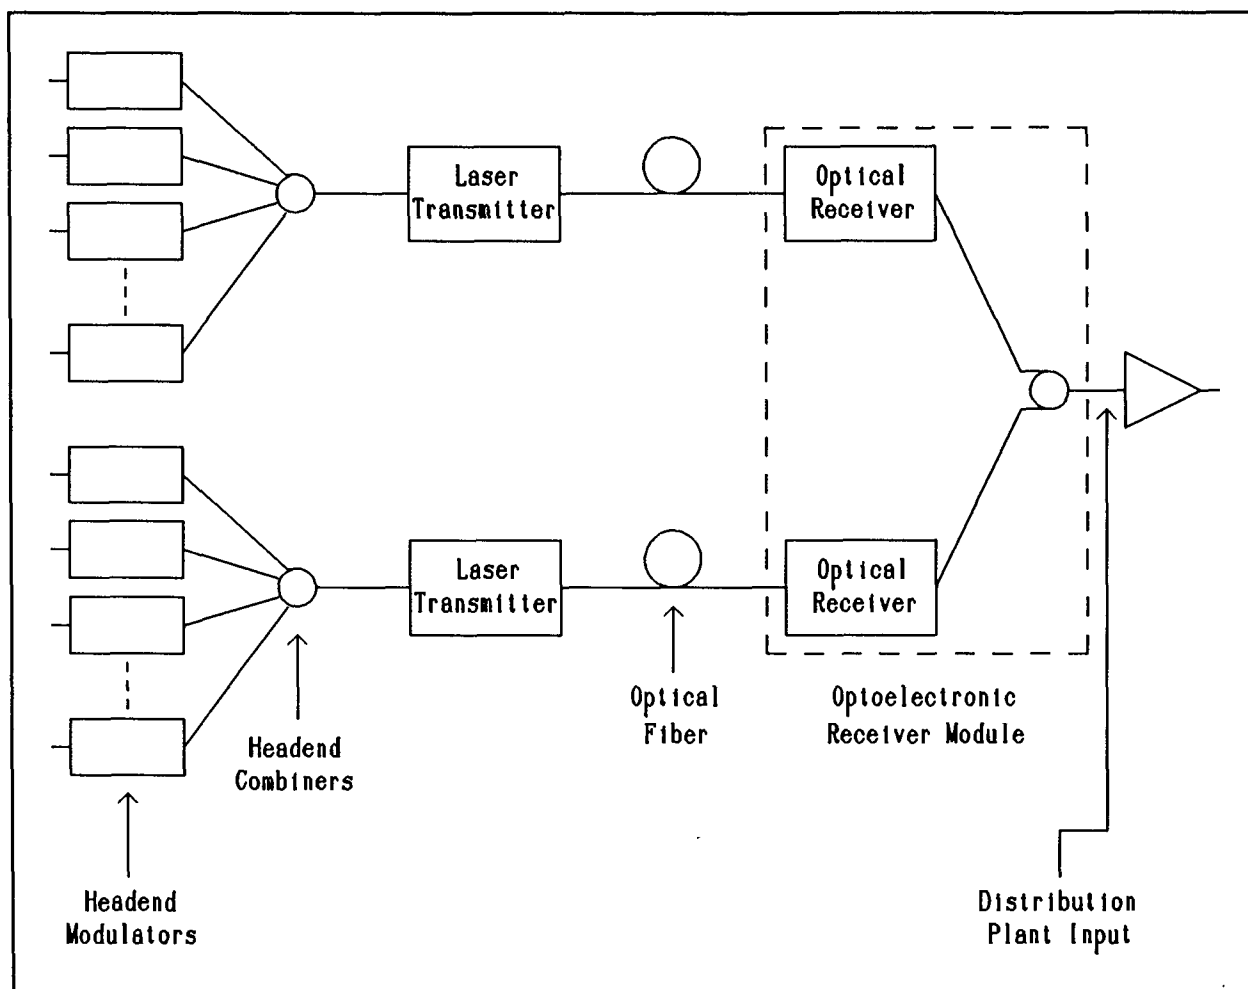 Laser
Transmitter
Optical
Receiver
Laser
Transmitter
Optical
Receiver
Optical
Fiber
Optoelectronic
Receiver Module
Headend
Combiners
Headend
Modulators
Distribution
Plant Input